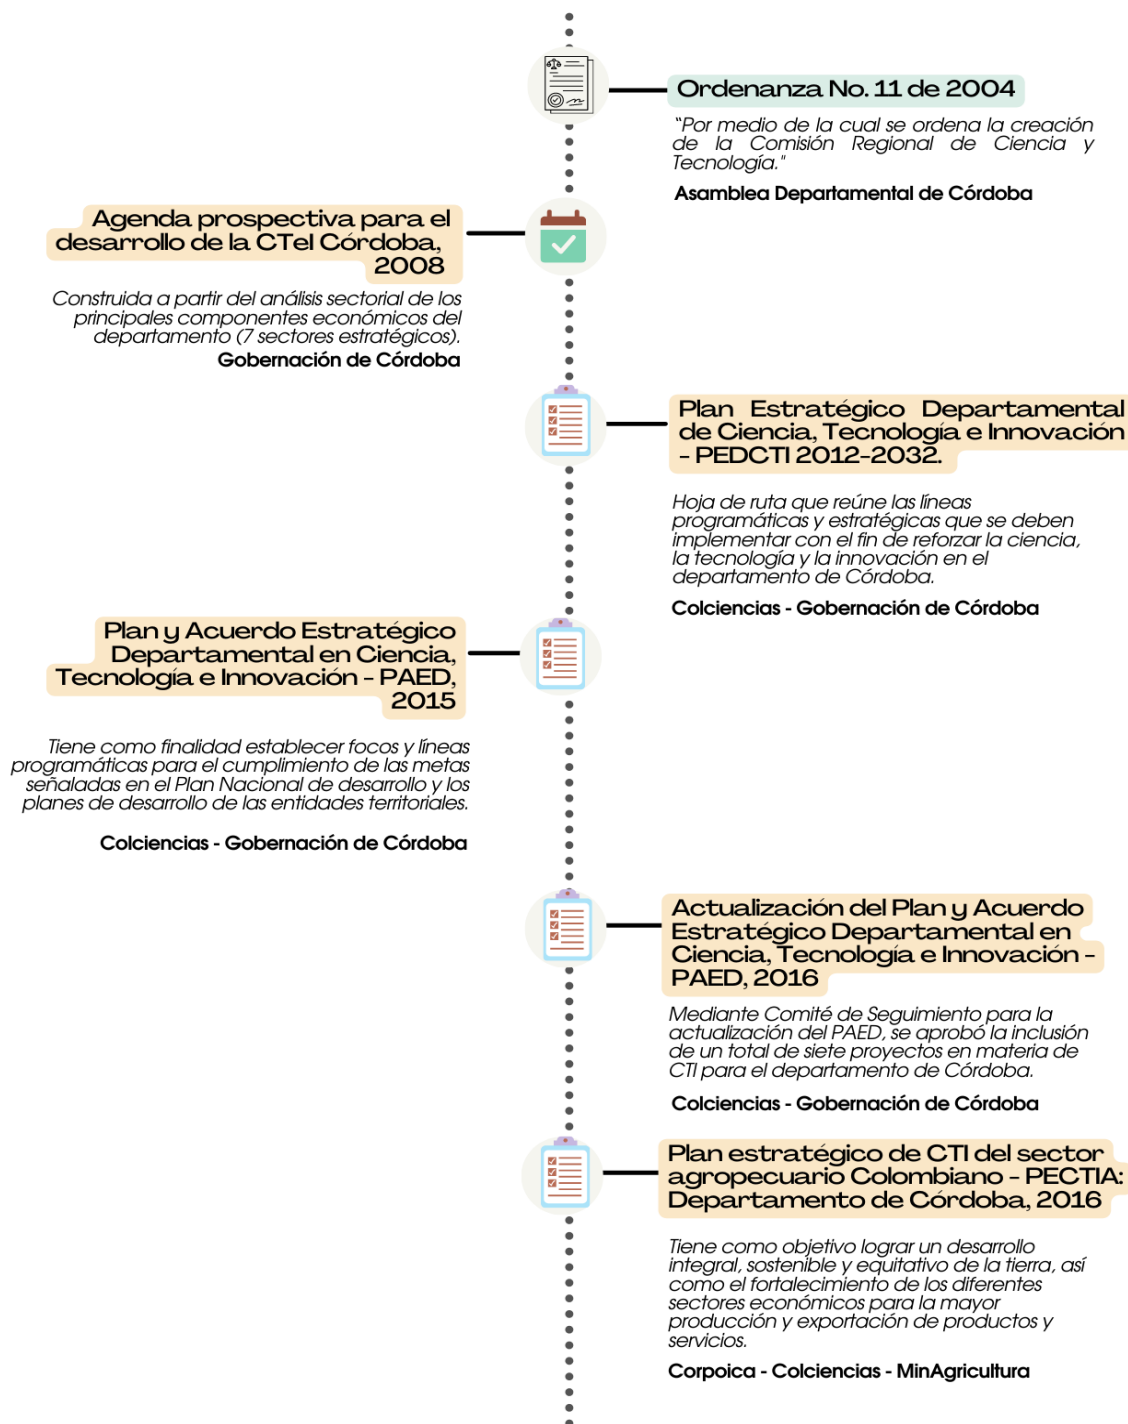 Ordenanza No. 11 de 2004
“Por medio de la cual se ordena la creación
de la Comisión Regional de Ciencia y
Tecnología."
Asamblea Departamental de Córdoba
Agenda prospectiva para el
desarrollo de la CTeI Córdoba,
2008
Construida a partir del análisis sectorial de los
principales componentes económicos del
departamento (7 sectores estratégicos).
Gobernación de Córdoba
Plan Estratégico Departamental
de Ciencia, Tecnología e Innovación
- PEDCTI 2012-2032.
Hoja de ruta que reúne las líneas
programáticas y estratégicas que se deben
implementar con el fin de reforzar la ciencia,
la tecnología y la innovación en el
departamento de Córdoba.
Colciencias - Gobernación de Córdoba
Plan y Acuerdo Estratégico
Departamental en Ciencia,
Tecnología e Innovación - PAED,
2015
Tiene como finalidad establecer focos y líneas
programáticas para el cumplimiento de las metas
señaladas en el Plan Nacional de desarrollo y los
planes de desarrollo de las entidades territoriales.
Colciencias - Gobernación de Córdoba
Actualización del Plan y Acuerdo
Estratégico Departamental en
Ciencia, Tecnología e Innovación -
PAED, 2016
Mediante Comité de Seguimiento para la
actualización del PAED, se aprobó la inclusión
de un total de siete proyectos en materia de
CTI para el departamento de Córdoba.
Colciencias - Gobernación de Córdoba
Plan estratégico de CTI del sector
agropecuario Colombiano - PECTIA:
Departamento de Córdoba, 2016
Tiene como objetivo lograr un desarrollo
integral, sostenible y equitativo de la tierra, así
como el fortalecimiento de los diferentes
sectores económicos para la mayor
producción y exportación de productos y
servicios.
Corpoica - Colciencias - MinAgricultura